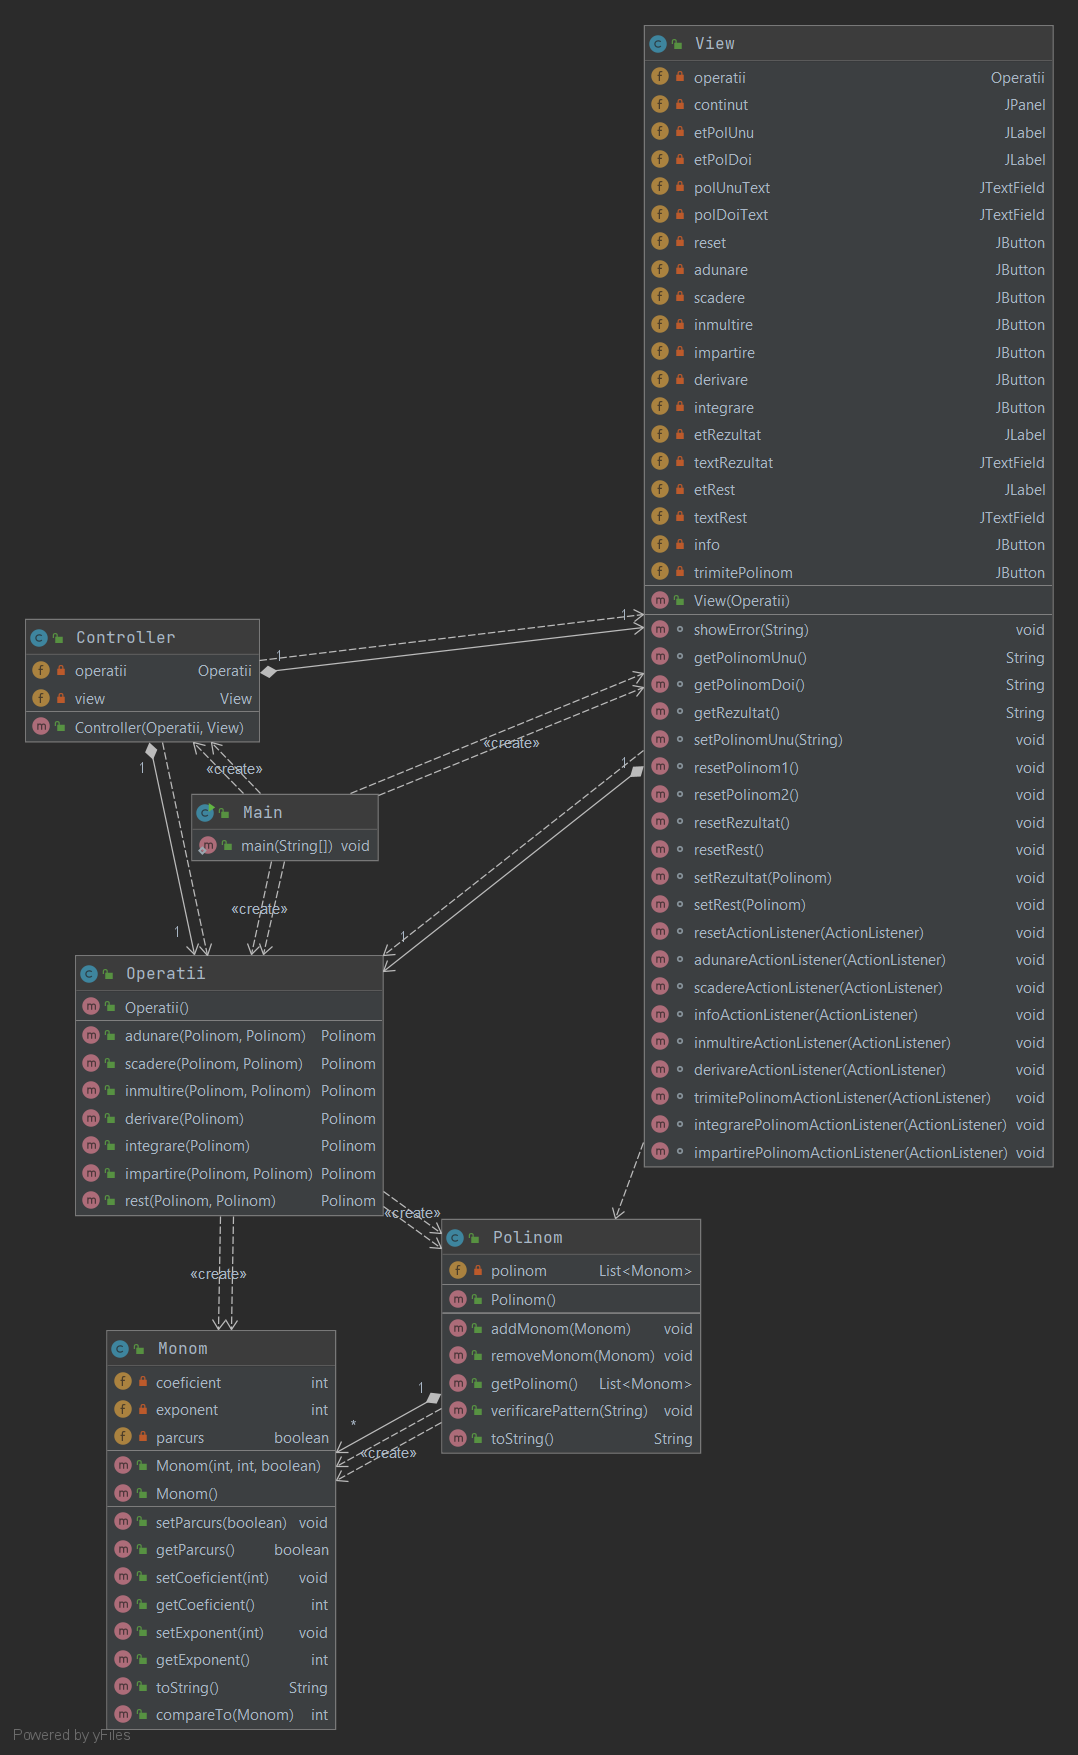 View
operatii Operatii
continut JPanel
etPolUnu JLabel
etPolDoi JLabel
polUnuText JTextField
polDoiText JTextField
reset JButton
adunare JButton
scadere JButton
inmultire JButton
impartire JButton
derivare JButton
integrare JButton
etRezultat JLabel
textRezultat JTextField
etRest JLabel
textRest JTextField
info JButton
trimitePolinom JButton
View(Operatii)
showError(String) void
getPolinomUnu() String
getPolinomDoi() String
getRezultat() String
setPolinomUnu(String) void
resetPolinom1() void
resetPolinom2() void
resetRezultat() void
resetRest() void
setRezultat(Polinom) void
setRest(Polinom) void
resetActionListener(ActionListener) void
adunareActionListener(ActionListener) void
scadereActionListener(ActionListener) void
infoActionListener(ActionListener) void
inmultireActionListener(ActionListener) void
derivareActionListener(ActionListener) void
trimitePolinomActionListener(ActionListener) void
integrarePolinomActionListener(ActionListener) void
impartirePolinomActionListener(ActionListener) void
Controller
operatii Operatii
view View
Controller(Operatii, View)
1
1
«create»
«create»
1
1
Main
main(String[]) void
«create»
1
1
Operatii
Operatii()
adunare(Polinom, Polinom) Polinom
scadere(Polinom, Polinom) Polinom
inmultire(Polinom, Polinom) Polinom
derivare(Polinom) Polinom
integrare(Polinom) Polinom
impartire(Polinom, Polinom) Polinom
rest(Polinom, Polinom) Polinom
«create»
«create»
Polinom
polinom List<Monom>
Polinom()
addMonom(Monom) void
removeMonom(Monom) void
getPolinom() List<Monom>
verificarePattern(String) void
toString() String
1
*
«create»
Monom
coeficient int
exponent int
parcurs boolean
Monom(int, int, boolean)
Monom()
setParcurs(boolean) void
getParcurs() boolean
setCoeficient(int) void
getCoeficient() int
setExponent(int) void
getExponent() int
toString() String
compareTo(Monom) int
Powered by yFiles